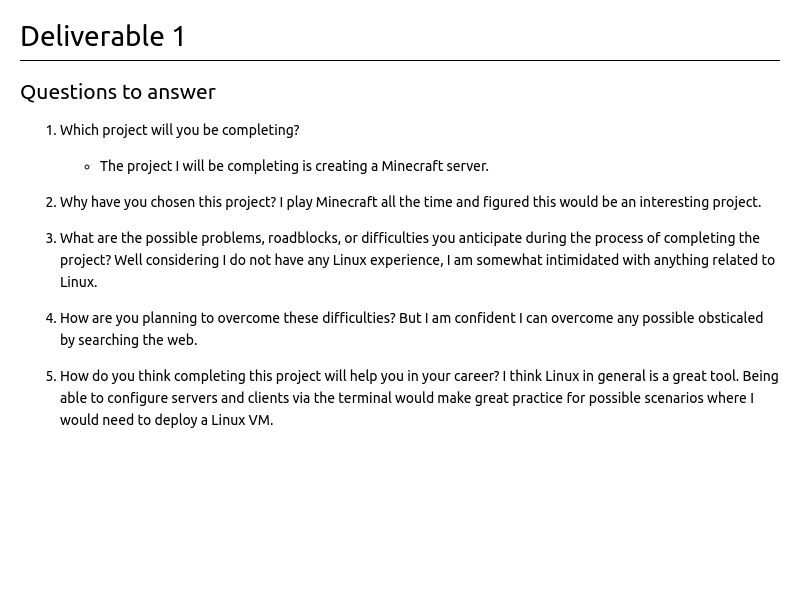 Deliverable 1
Questions to answer
1. Which project will you be completing?
◦ The project I will be completing is creating a Minecraft server.
2. Why have you chosen this project? I play Minecraft all the time and figured this would be an interesting project.
3. What are the possible problems, roadblocks, or difficulties you anticipate during the process of completing the
project? Well considering I do not have any Linux experience, I am somewhat intimidated with anything related to
Linux.
4. How are you planning to overcome these difficulties? But I am confident I can overcome any possible obsticaled
by searching the web.
5. How do you think completing this project will help you in your career? I think Linux in general is a great tool. Being
able to configure servers and clients via the terminal would make great practice for possible scenarios where I
would need to deploy a Linux VM.